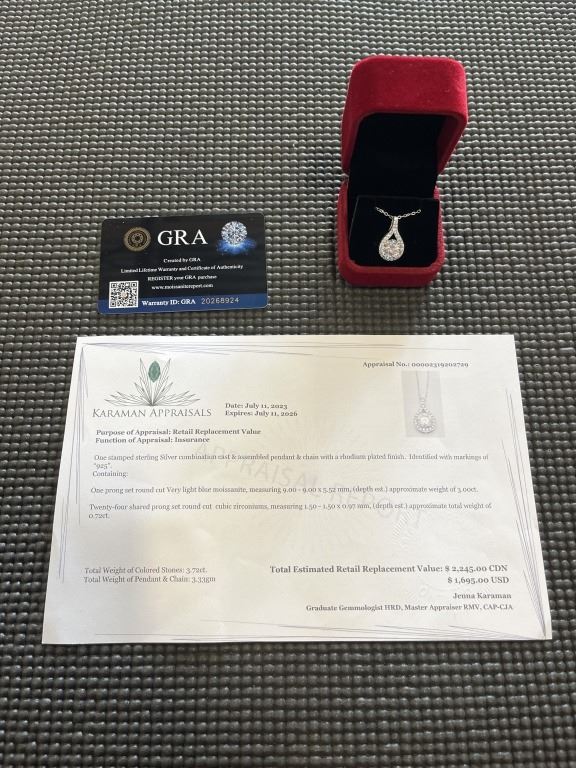 GRA
Created by GRA
Limited Lifetime Warranty and Certificate of Authenticity
REGISTER your GRA purchase
www.moissanitereport.com
Warranty ID: GRA 20268924
Appraisal No.: 00002319202729
KARAMAN APPRAISALS
Date: July 11, 2023
Expires: July 11, 2026
Purpose of Appraisal: Retail Replacement Value
Function of Appraisal: Insurance
One stamped sterling Silver combination cast & assembled pendant & chain with a rhodium plated finish. Identified with markings of
"925".
Containing:
One prong set round cut Very light blue moissanite, measuring 9.00 - 9.00 x 5.52 mm, (depth est.) approximate weight of 3.00ct.
Twenty-four shared prong set round cut cubic zirconiums, measuring 1.50 - 1.50 x 0.97 mm, (depth est.) approximate total weight of
0.72ct.
Total Weight of Colored Stones: 3.72ct.
Total Weight of Pendant & Chain: 3.33gm
Total Estimated Retail Replacement Value: $ 2,245.00 CDN
$ 1,695.00 USD
Jenna Karaman
Graduate Gemmologist HRD, Master Appraiser RMV, CAP-CJA